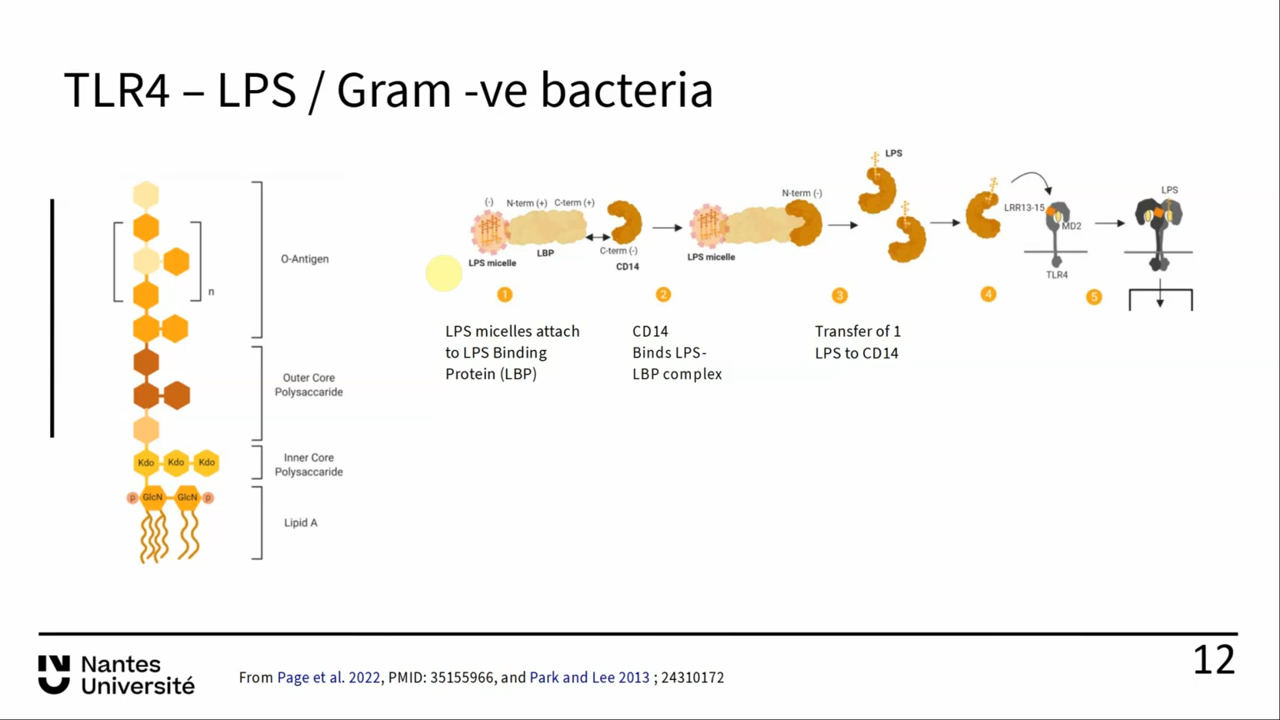 TLR4 – LPS / Gram -ve bacteria
O-Antigen
n
Outer Core
Polysaccaride
Kdo Kdo Kdo
Inner Core
Polysaccaride
p GlcN GlcN p
Lipid A
(-)
N-term (+) C-term (+)
LBP
LPS micelle
C-term (-)
CD14
N-term (-)
LPS micelle
LPS
LRR13-15
MD2
TLR4
LPS
1 2 3 4 5
LPS micelles attach
to LPS Binding
Protein (LBP)
CD14
Binds LPS-
LBP complex
Transfer of 1
LPS to CD14
Nantes
Université
From Page et al. 2022, PMID: 35155966, and Park and Lee 2013 ; 24310172
12